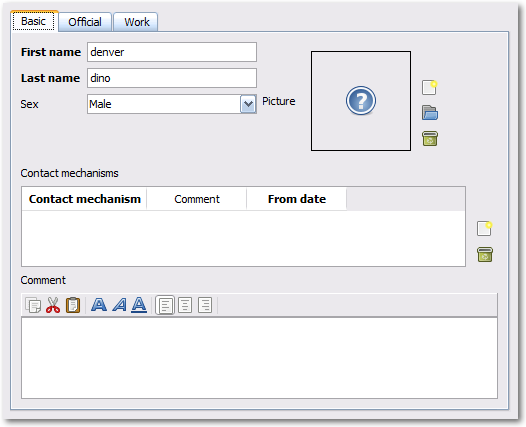 Basic Official Work
First name denver
Last name dino
Sex Male Picture
?
Contact mechanisms
Contact mechanism Comment From date
Comment
A A A